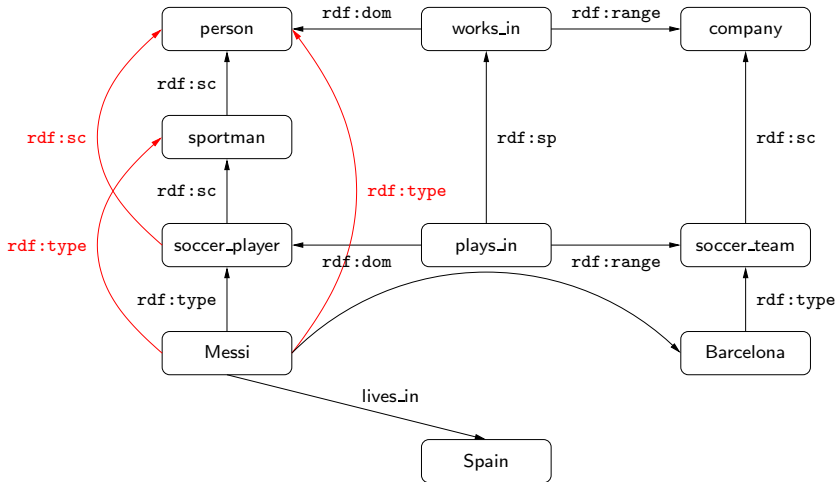 person
rdf:dom
works_in
rdf:range
company
rdf:sc
rdf:sc
sportman
rdf:sp
rdf:sc
rdf:sc
rdf:type
rdf:type
soccer_player
rdf:dom
plays_in
rdf:range
soccer_team
rdf:type
rdf:type
Messi
Barcelona
lives_in
Spain